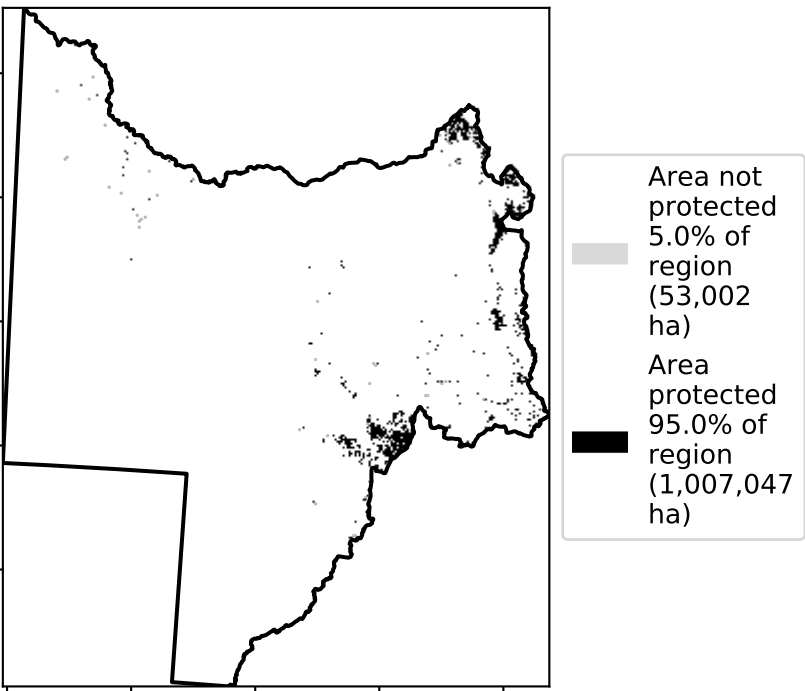 Area not
protected
5.0% of
region
(53,002
ha)
Area
protected
95.0% of
region
(1,007,047
ha)